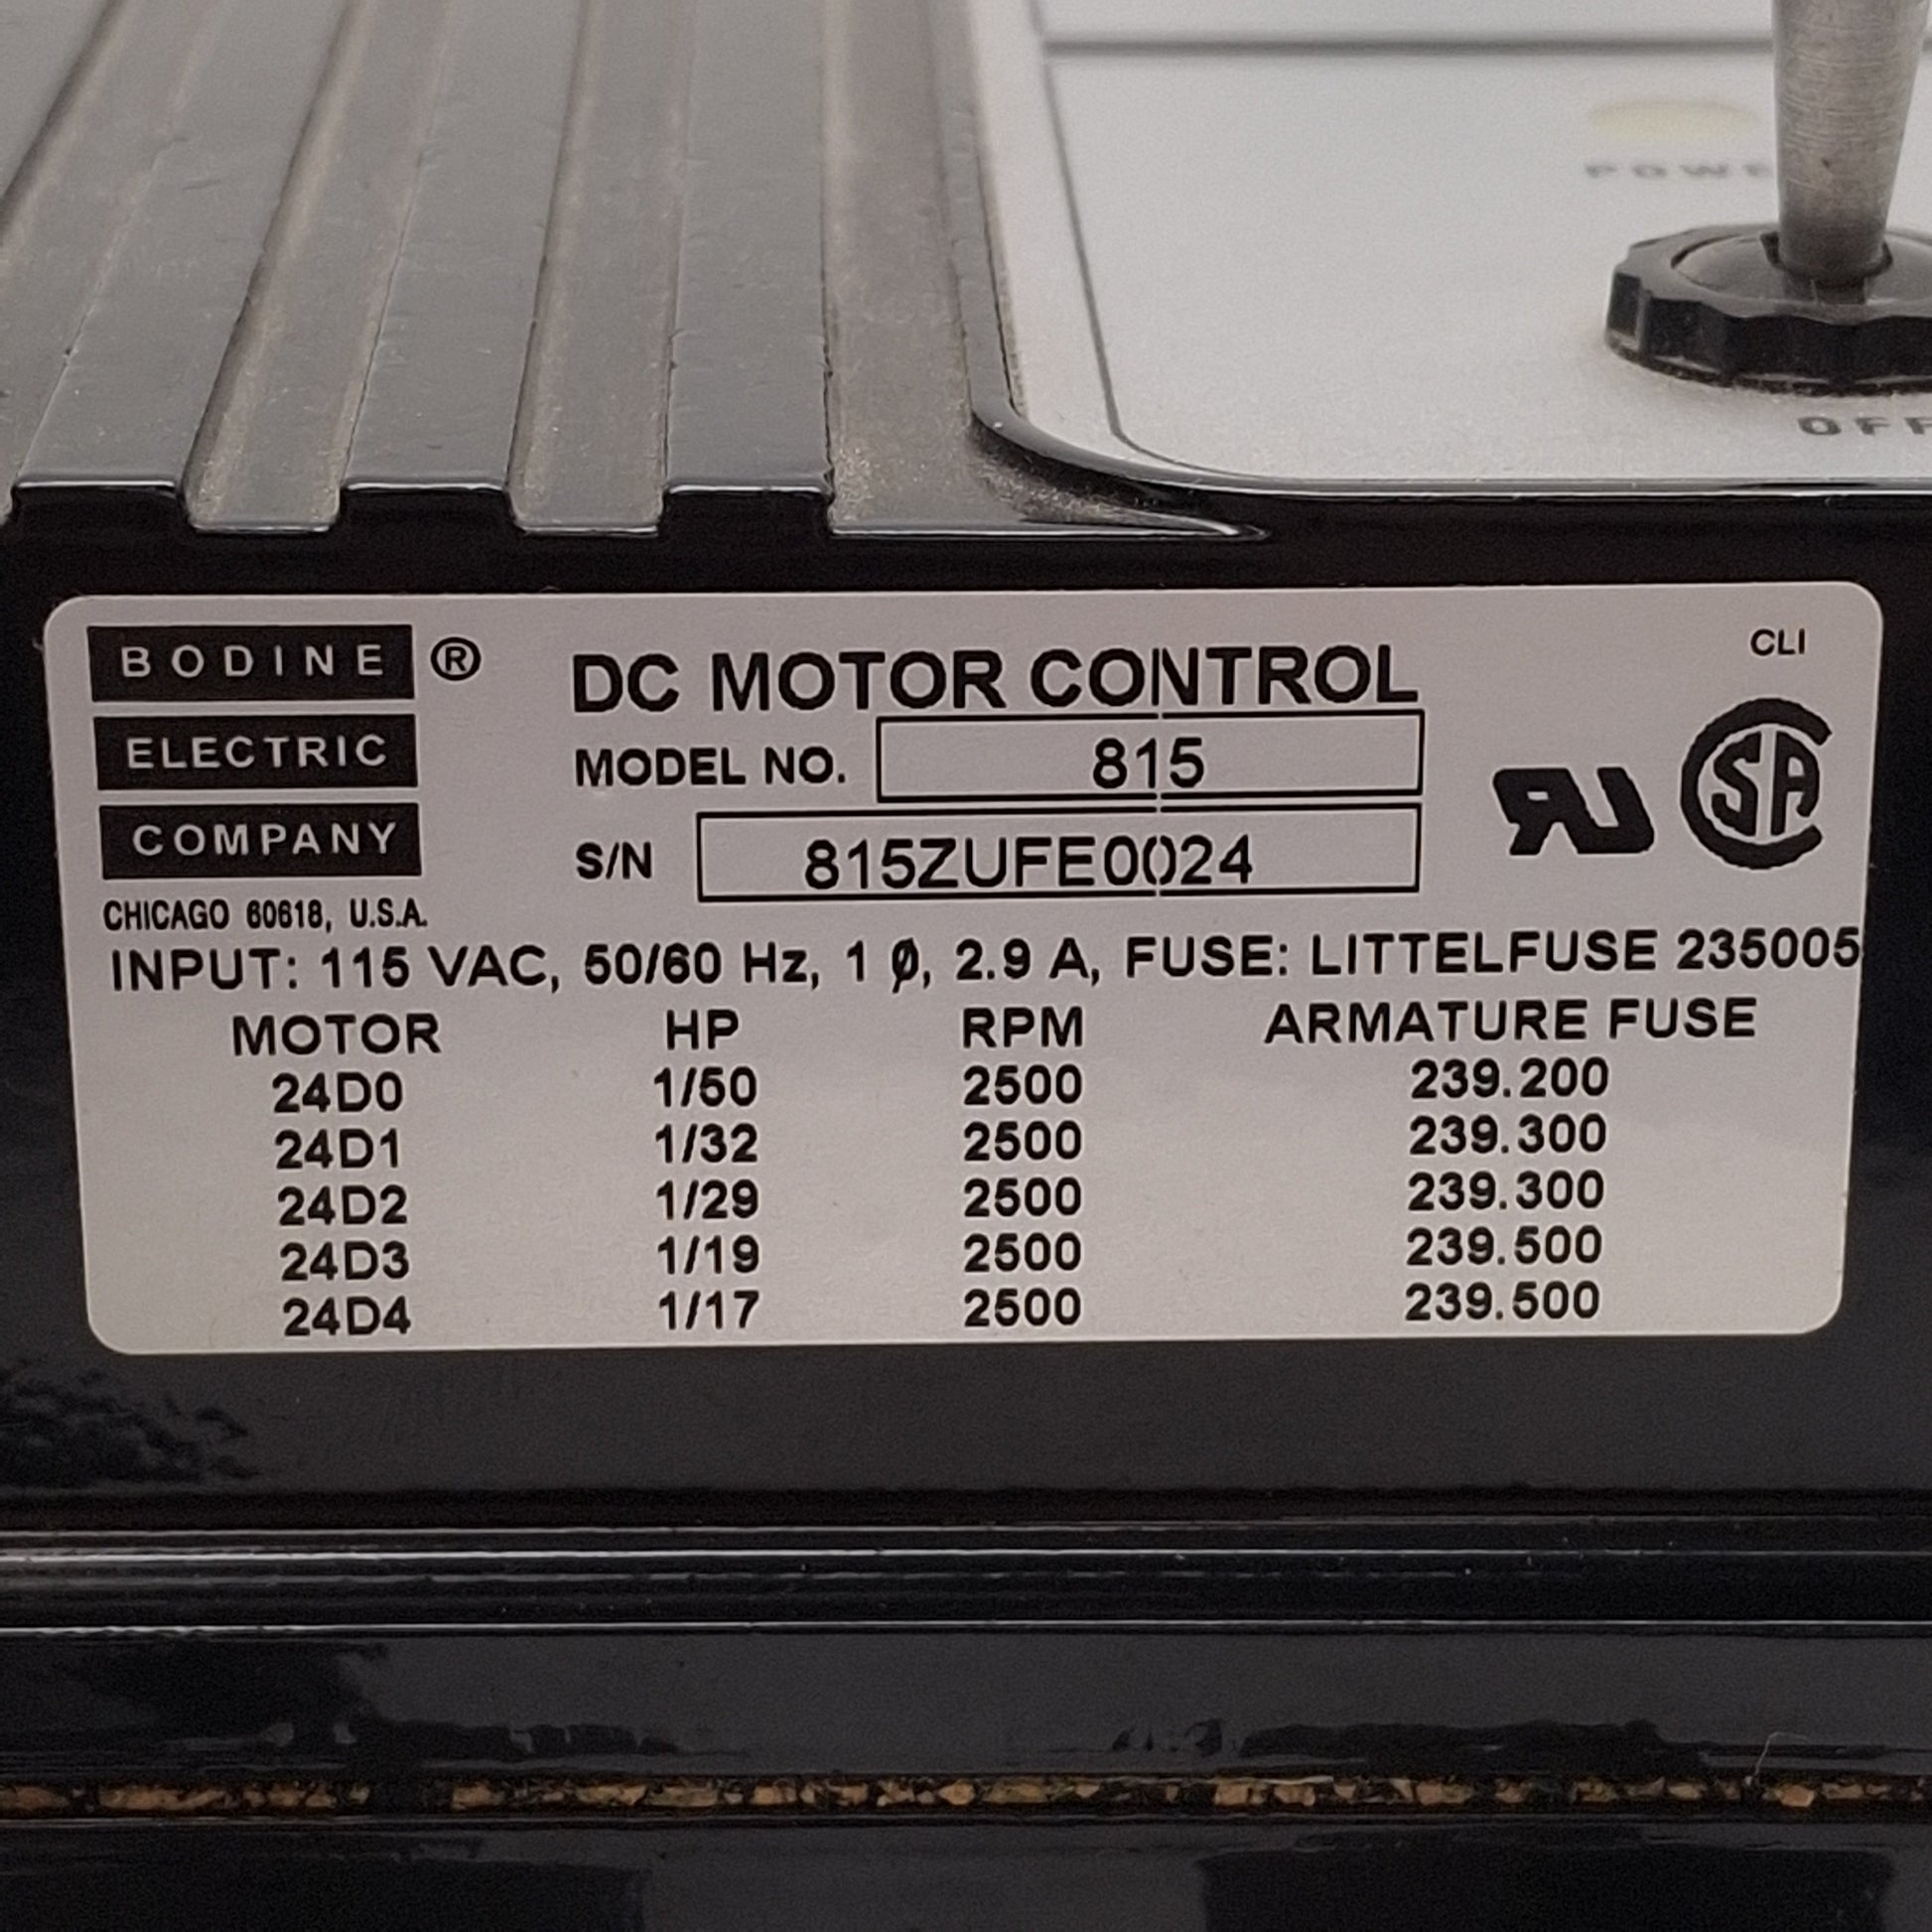 POWE
OFF
BODINE ®
ELECTRIC
COMPANY
CHICAGO 60618, U.S.A.
DC MOTOR CONTROL
MODEL NO. 815
S/N 815ZUFE0024
CLI
RU
CSA
INPUT: 115 VAC, 50/60 Hz, 1 Ø, 2.9 A, FUSE: LITTELFUSE 235005
MOTOR HP RPM ARMATURE FUSE
24D0 1/50 2500 239.200
24D1 1/32 2500 239.300
24D2 1/29 2500 239.300
24D3 1/19 2500 239.500
24D4 1/17 2500 239.500